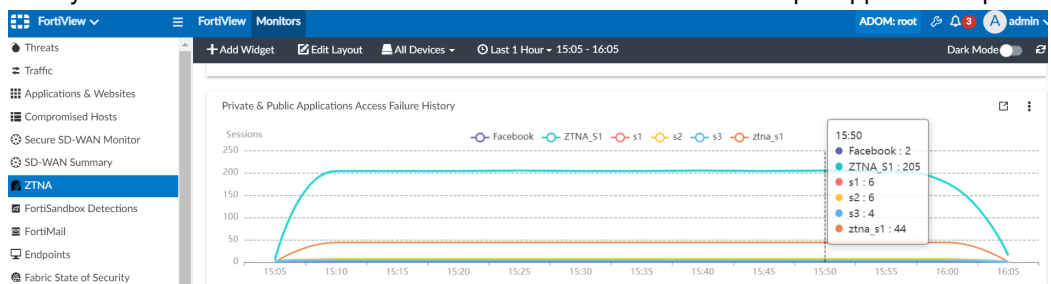 FortiView
FortiView Monitors
ADOM: root
3
A admin
Threats
Traffic
Applications & Websites
Compromised Hosts
Secure SD-WAN Monitor
SD-WAN Summary
ZTNA
FortiSandbox Detections
FortiMail
Endpoints
Fabric State of Security
+ Add Widget Edit Layout All Devices Last 1 Hour 15:05 - 16:05
Dark Mode
Private & Public Applications Access Failure History
Sessions
Facebook ZTNA_S1 s1 s2 s3 ztna_s1
250
200
150
100
50
0
15:05 15:10 15:15 15:20 15:25 15:30 15:35 15:40 15:45 15:50 15:55 16:00 16:05
15:50
Facebook : 2
ZTNA_S1 : 205
s1 : 6
s2 : 6
s3 : 4
ztna_s1 : 44